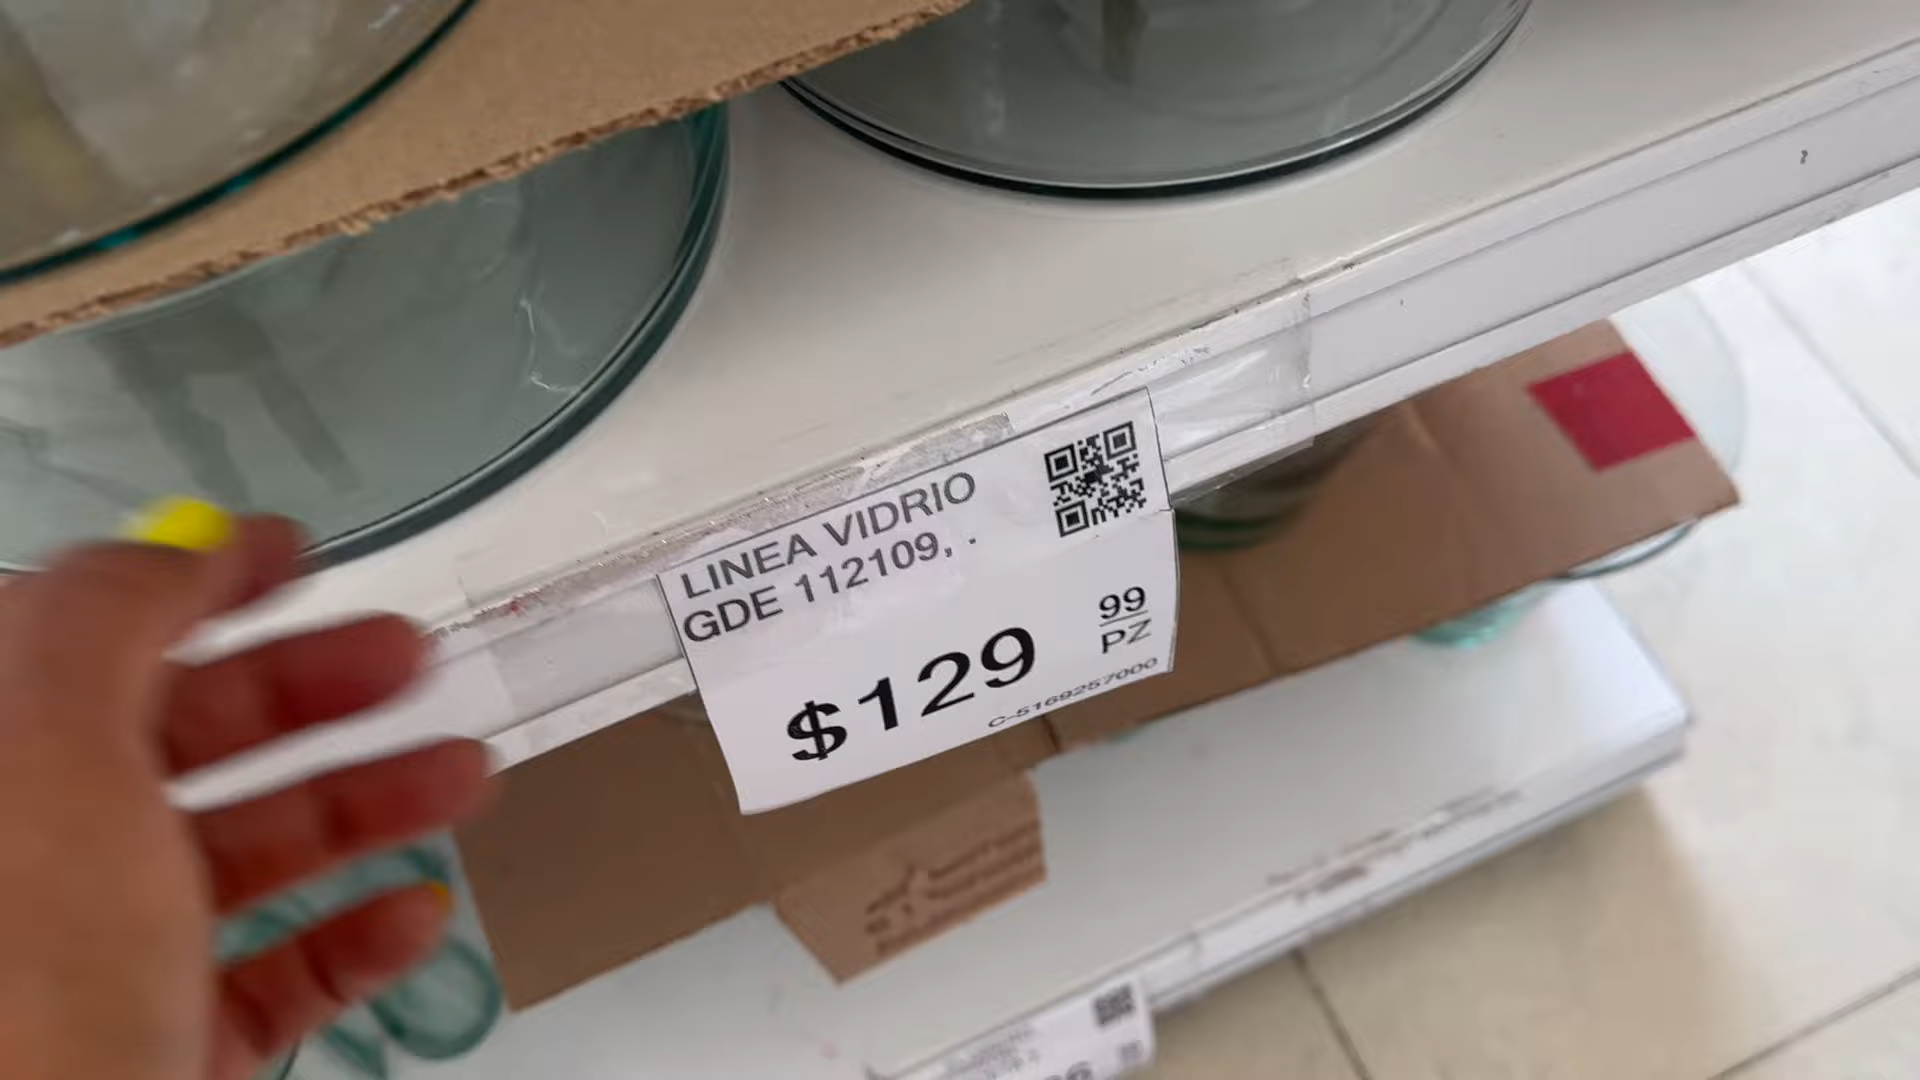 LINEA VIDRIO
GDE 112109, .
$129 99
PZ
C-5169257000